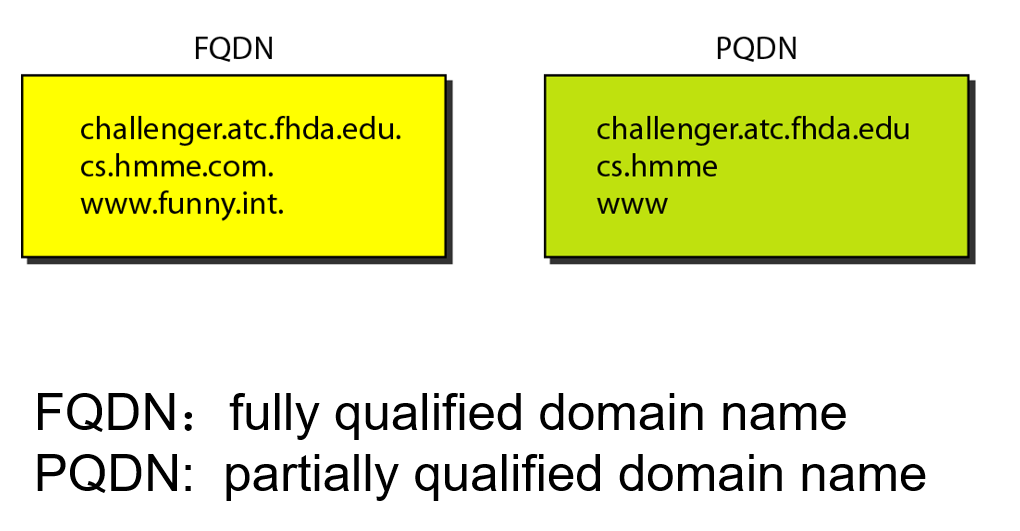 FQDN
challenger.atc.fhda.edu.
cs.hmme.com.
www.funny.int.
PQDN
challenger.atc.fhda.edu
cs.hmme
www
FQDN：fully qualified domain name
PQDN: partially qualified domain name